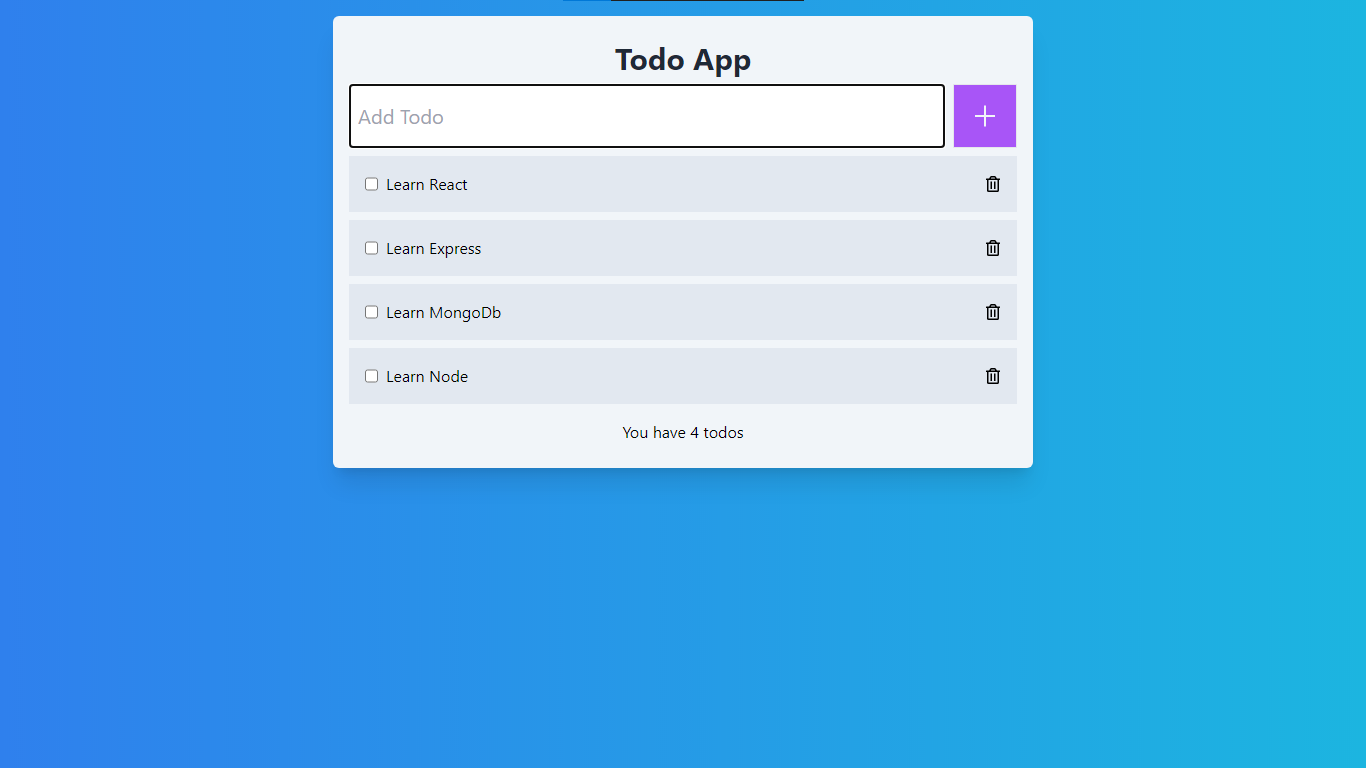 Todo App
Add Todo
Learn React
Learn Express
Learn MongoDb
Learn Node
You have 4 todos